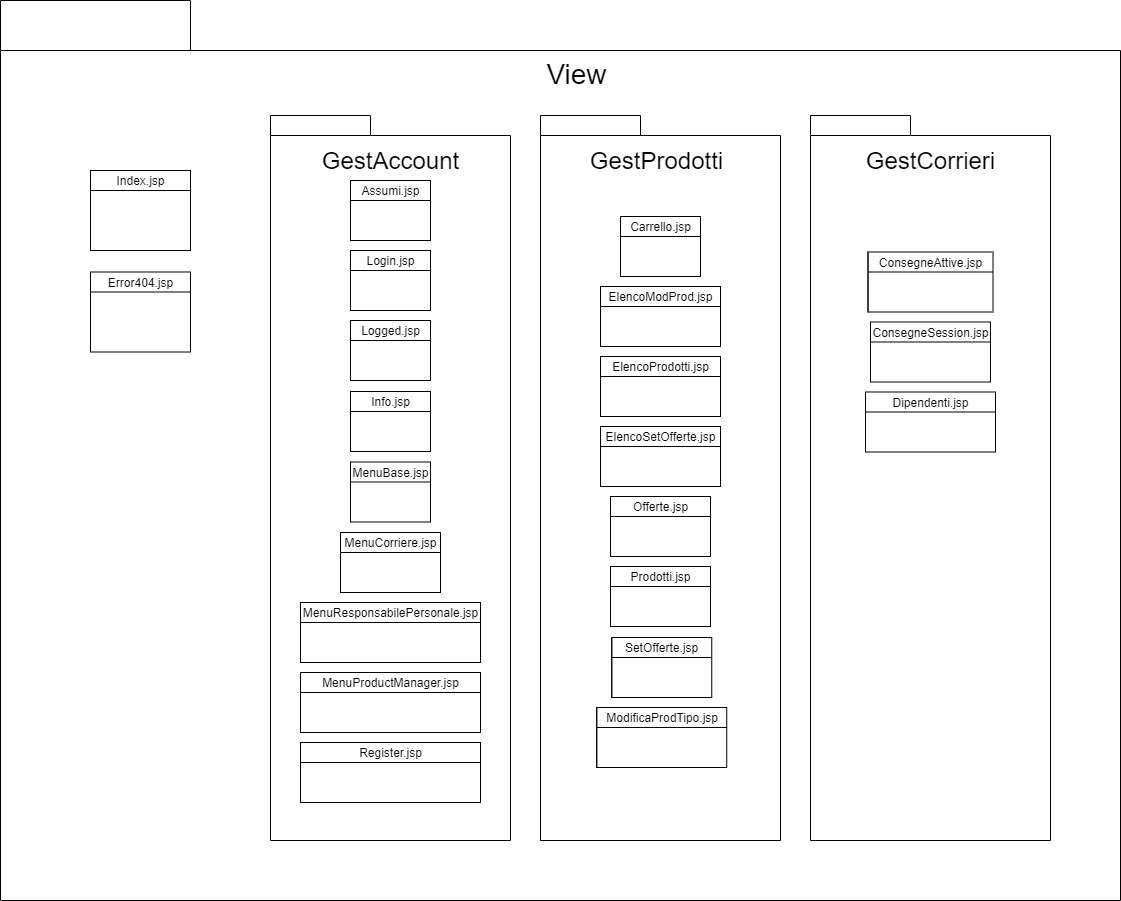 View
Index.jsp
Error404.jsp
GestAccount
Assumi.jsp
Login.jsp
Logged.jsp
Info.jsp
MenuBase.jsp
MenuCorriere.jsp
MenuResponsabilePersonale.jsp
MenuProductManager.jsp
Register.jsp
GestProdotti
Carrello.jsp
ElencoModProd.jsp
ElencoProdotti.jsp
ElencoSetOfferte.jsp
Offerte.jsp
Prodotti.jsp
SetOfferte.jsp
ModificaProdTipo.jsp
GestCorrieri
ConsegneAttive.jsp
ConsegneSession.jsp
Dipendenti.jsp